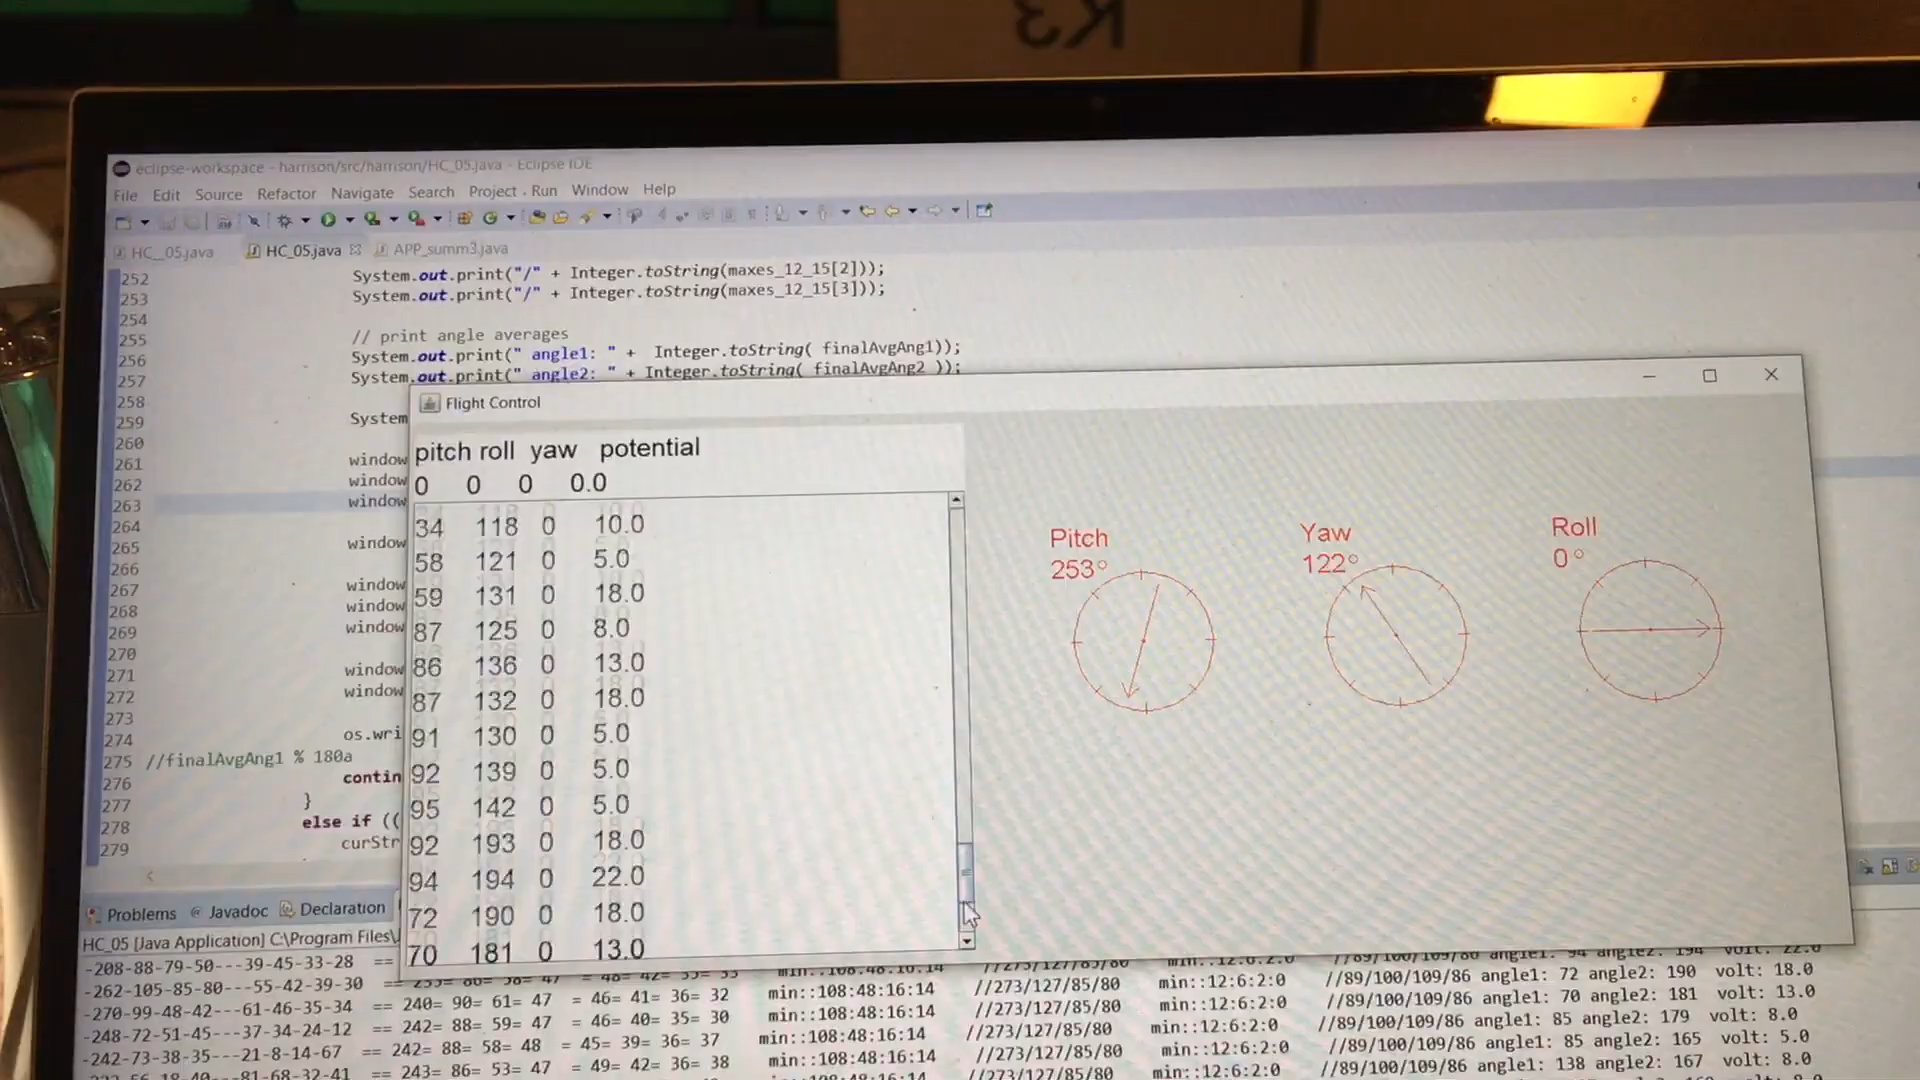 K3
eclipse-workspace - harrison/src/harrison/HC_05.java - Eclipse IDE
File Edit Source Refactor Navigate Search Project Run Window Help
HC__05.java HC_05.java APP_summ3.java
252 System.out.print("/" + Integer.toString(maxes_12_15[2]));
253 System.out.print("/" + Integer.toString(maxes_12_15[3]));
254
255 // print angle averages
256 System.out.print(" angle1: " + Integer.toString( finalAvgAng1));
257 System.out.print(" angle2: " + Integer.toString( finalAvgAng2 ));
258
259 System
260
261 window
262 window
263 window
264
265 window
266
267 window
268 window
269 window
270
271 window
272 window
273
274 os.wri
275 //finalAvgAng1 % 180a
276 contin
277 }
278 else if ((
279 curStr
Flight Control
pitch roll yaw potential
0 0 0 0.0
34 118 0 10.0
58 121 0 5.0
59 131 0 18.0
87 125 0 8.0
86 136 0 13.0
87 132 0 18.0
91 130 0 5.0
92 139 0 5.0
95 142 0 5.0
92 193 0 18.0
94 194 0 22.0
72 190 0 18.0
70 181 0 13.0
Pitch
253°
Yaw
122°
Roll
0°
Problems @ Javadoc Declaration
HC_05 [Java Application] C:\Program Files\
-208-88-79-50---39-45-33-28 == angle1: 94 angle2: 194 volt: 22.0
-262-105-85-80---55-42-39-30 == min::12:6:2:0 //89/100/109/86 angle1: 72 angle2: 190 volt: 18.0
-270-99-48-42---61-46-35-34 == 240= 90= 61= 47 = 46= 41= 36= 32 min::108:48:16:14 //273/127/85/80 min::12:6:2:0 //89/100/109/86 angle1: 70 angle2: 181 volt: 13.0
-248-72-51-45---37-34-24-12 == 242= 88= 59= 47 = 46= 40= 35= 30 min::108:48:16:14 //273/127/85/80 min::12:6:2:0 //89/100/109/86 angle1: 85 angle2: 179 volt: 8.0
-242-73-38-35---21-8-14-67 == 242= 88= 58= 48 = 45= 39= 36= 37 min::108:48:16:14 //273/127/85/80 min::12:6:2:0 //89/100/109/86 angle1: 85 angle2: 165 volt: 5.0
== 243= 86= 53= 47 = 49= 42= 36= 38 min::108:48:16:14 //273/127/85/80 min::12:6:2:0 //89/100/109/86 angle1: 138 angle2: 167 volt: 8.0